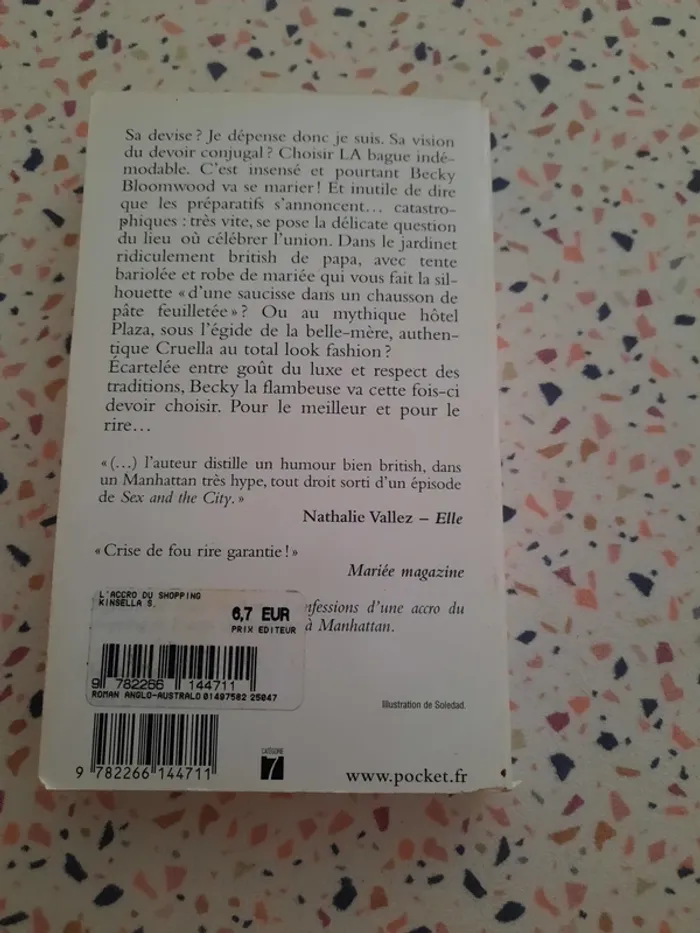 Sa devise ? Je dépense donc je suis. Sa vision
du devoir conjugal ? Choisir LA bague indé-
modable. C'est insensé et pourtant Becky
Bloomwood va se marier ! Et inutile de dire
que les préparatifs s'annoncent... catastro-
phiques : très vite, se pose la délicate question
du lieu où célébrer l'union. Dans le jardinet
ridiculement british de papa, avec tente
bariolée et robe de mariée qui vous fait la sil-
houette « d'une saucisse dans un chausson de
pâte feuilletée » ? Ou au mythique hôtel
Plaza, sous l'égide de la belle-mère, authen-
tique Cruella au total look fashion ?
Écartelée entre goût du luxe et respect des
traditions, Becky la flambeuse va cette fois-ci
devoir choisir. Pour le meilleur et pour le
rire...
« (...) l'auteur distille un humour bien british, dans
un Manhattan très hype, tout droit sorti d'un épisode
de Sex and the City. »
Nathalie Vallez – Elle
« Crise de fou rire garantie ! »
Mariée magazine
nfessions d'une accro du
à Manhattan.
L'ACCRO DU SHOPPING
KINSELLA S.
6,7 EUR
PRIX EDITEUR
9 782266 144711
ROMAN ANGLO-AUSTRALO 01497582 25047
Illustration de Soledad.
9 782266 144711
CATÉGORIE
7
www.pocket.fr